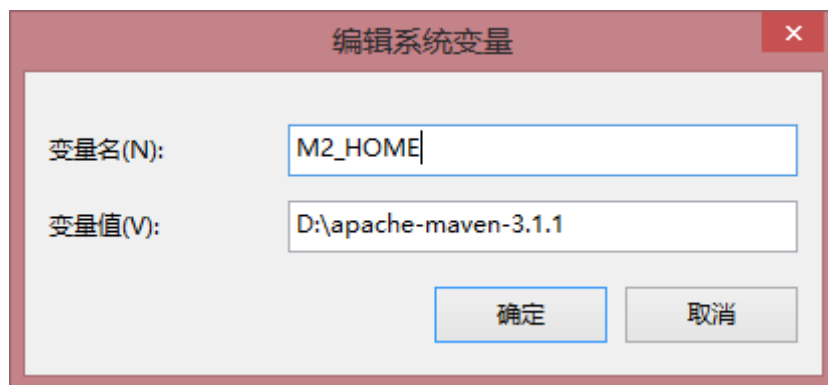 编辑系统变量
变量名(N): M2_HOME
变量值(V): D:\apache-maven-3.1.1
确定 取消